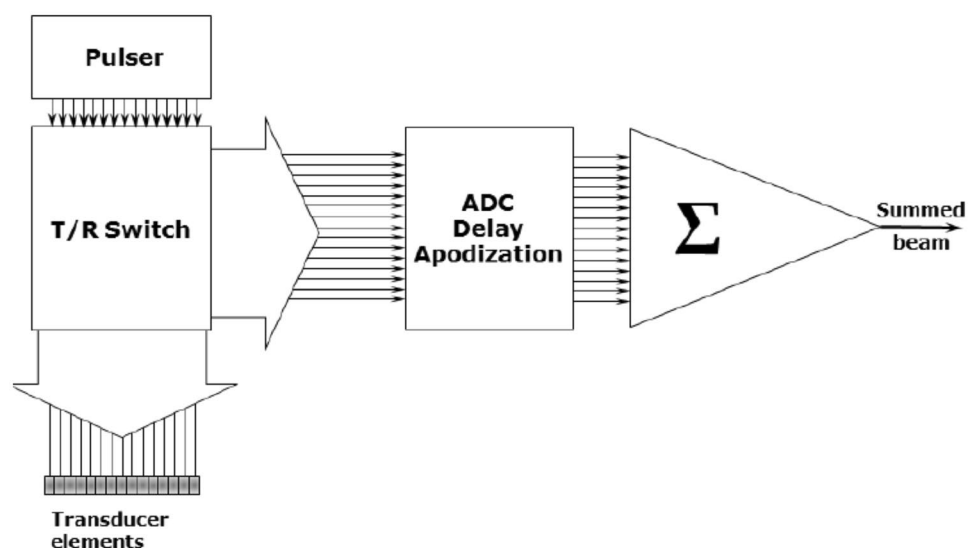 Pulser
T/R Switch
ADC
Delay
Apodization
Σ
Summed
beam
Transducer
elements